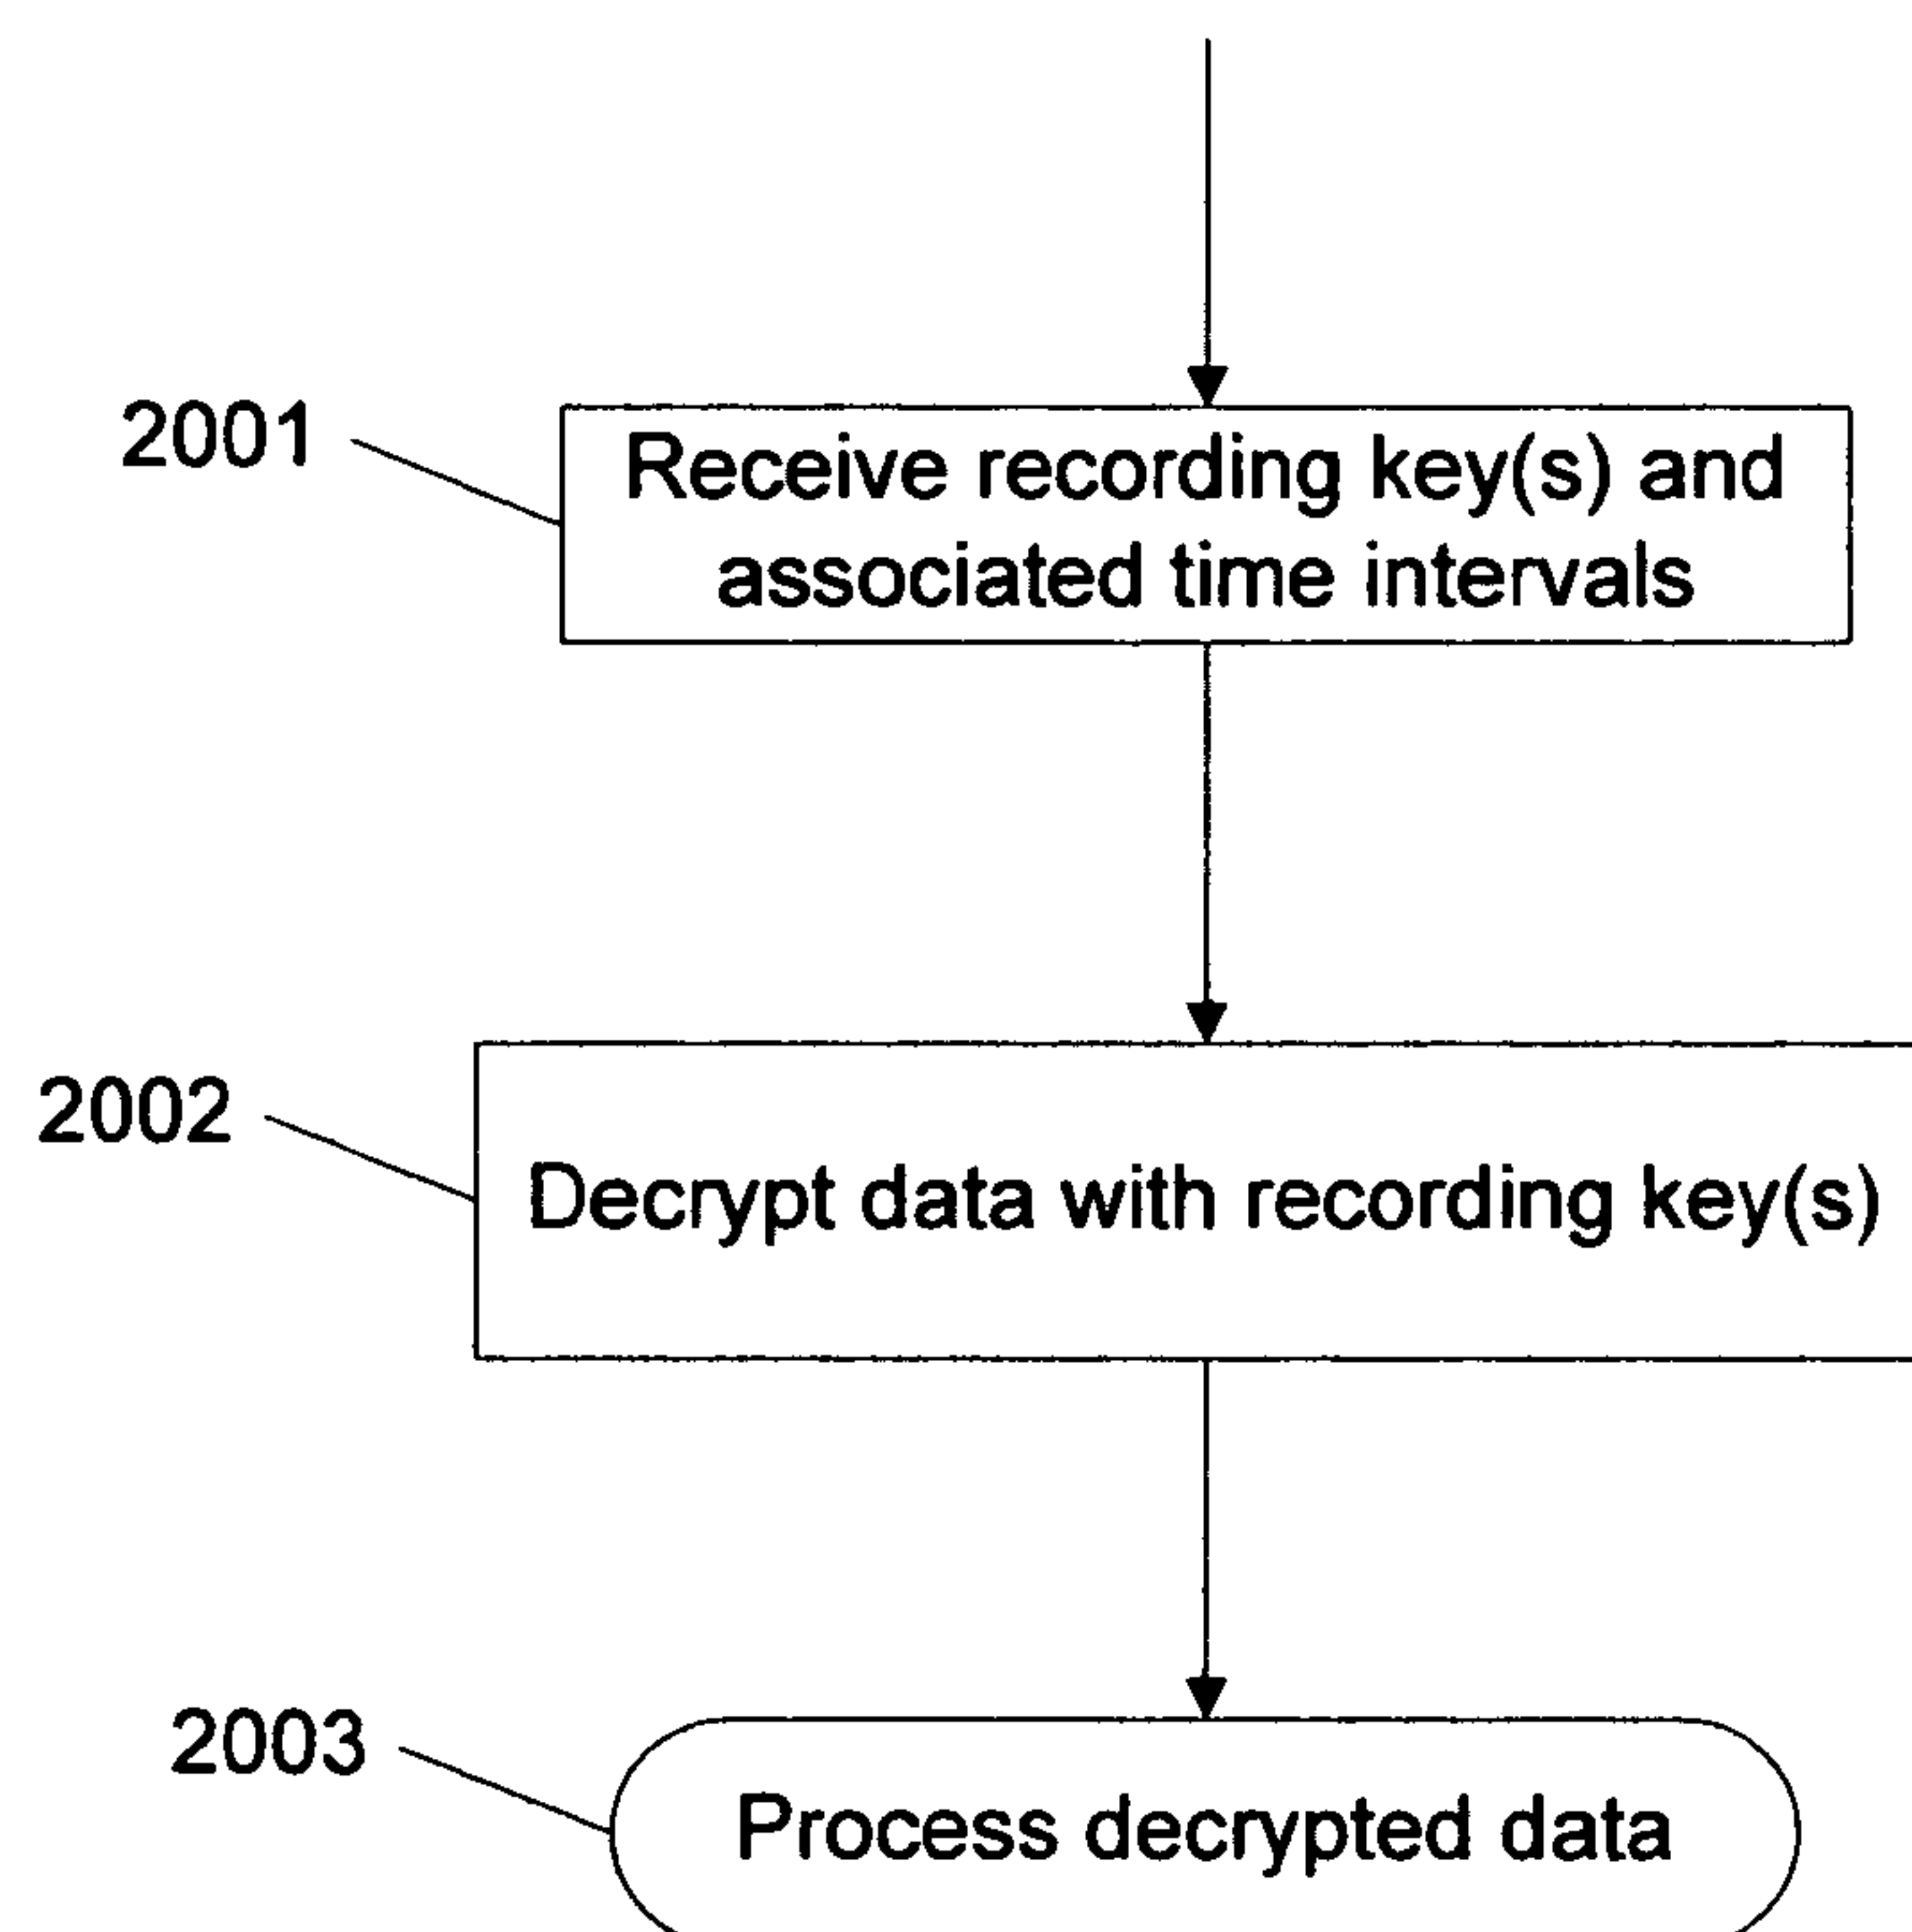 2001
Receive recording key(s) and
associated time intervals
2002
Decrypt data with recording key(s)
2003
Process decrypted data